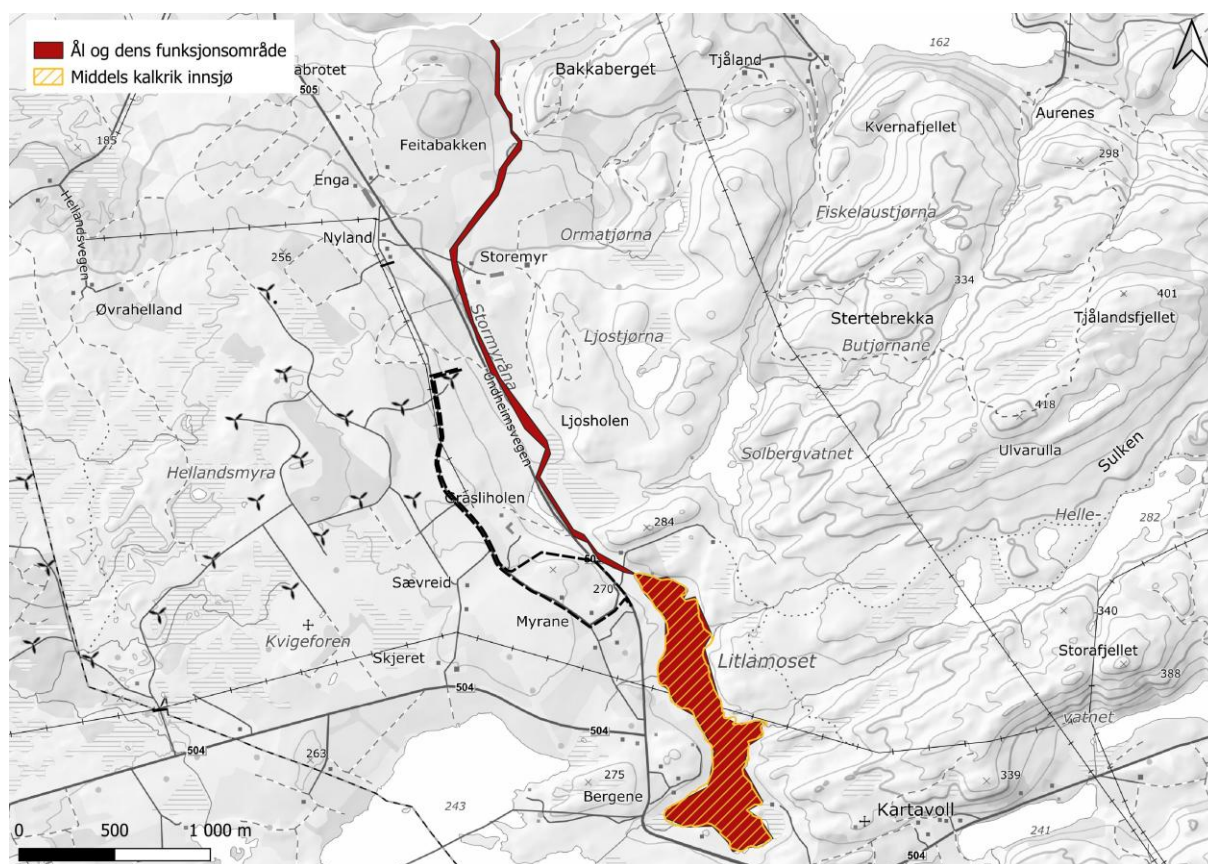 Ål og dens funksjonsområde
Middels kalkrik innsjø
abrotet
505
162
Tjåland
Bakkaberget
Aurenes
Kvernafjellet
185
298
Feitabakken
Enga
Hellandsvegen
Fiskelaustjørna
Ormatjørna
Nyland
256
Storemyr
334
401
Øvrahelland
Stormyråna
Stertebrekka
Tjålandsfjellet
Ljostjørna
Butjørnane
Undheimsvegen
418
Ljosholen
Ulvarulla
Sulken
Solbergvatnet
Hellandsmyra
Gråsliholen
284
Helle-
282
50
Sævreid
270
340
Myrane
Kvigeforen
Storafjellet
Litlamoset
Skjeret
388
504
vatnet
504
504
263
275
339
Bergene
243
Kartavoll
0 500 1 000 m
241
504